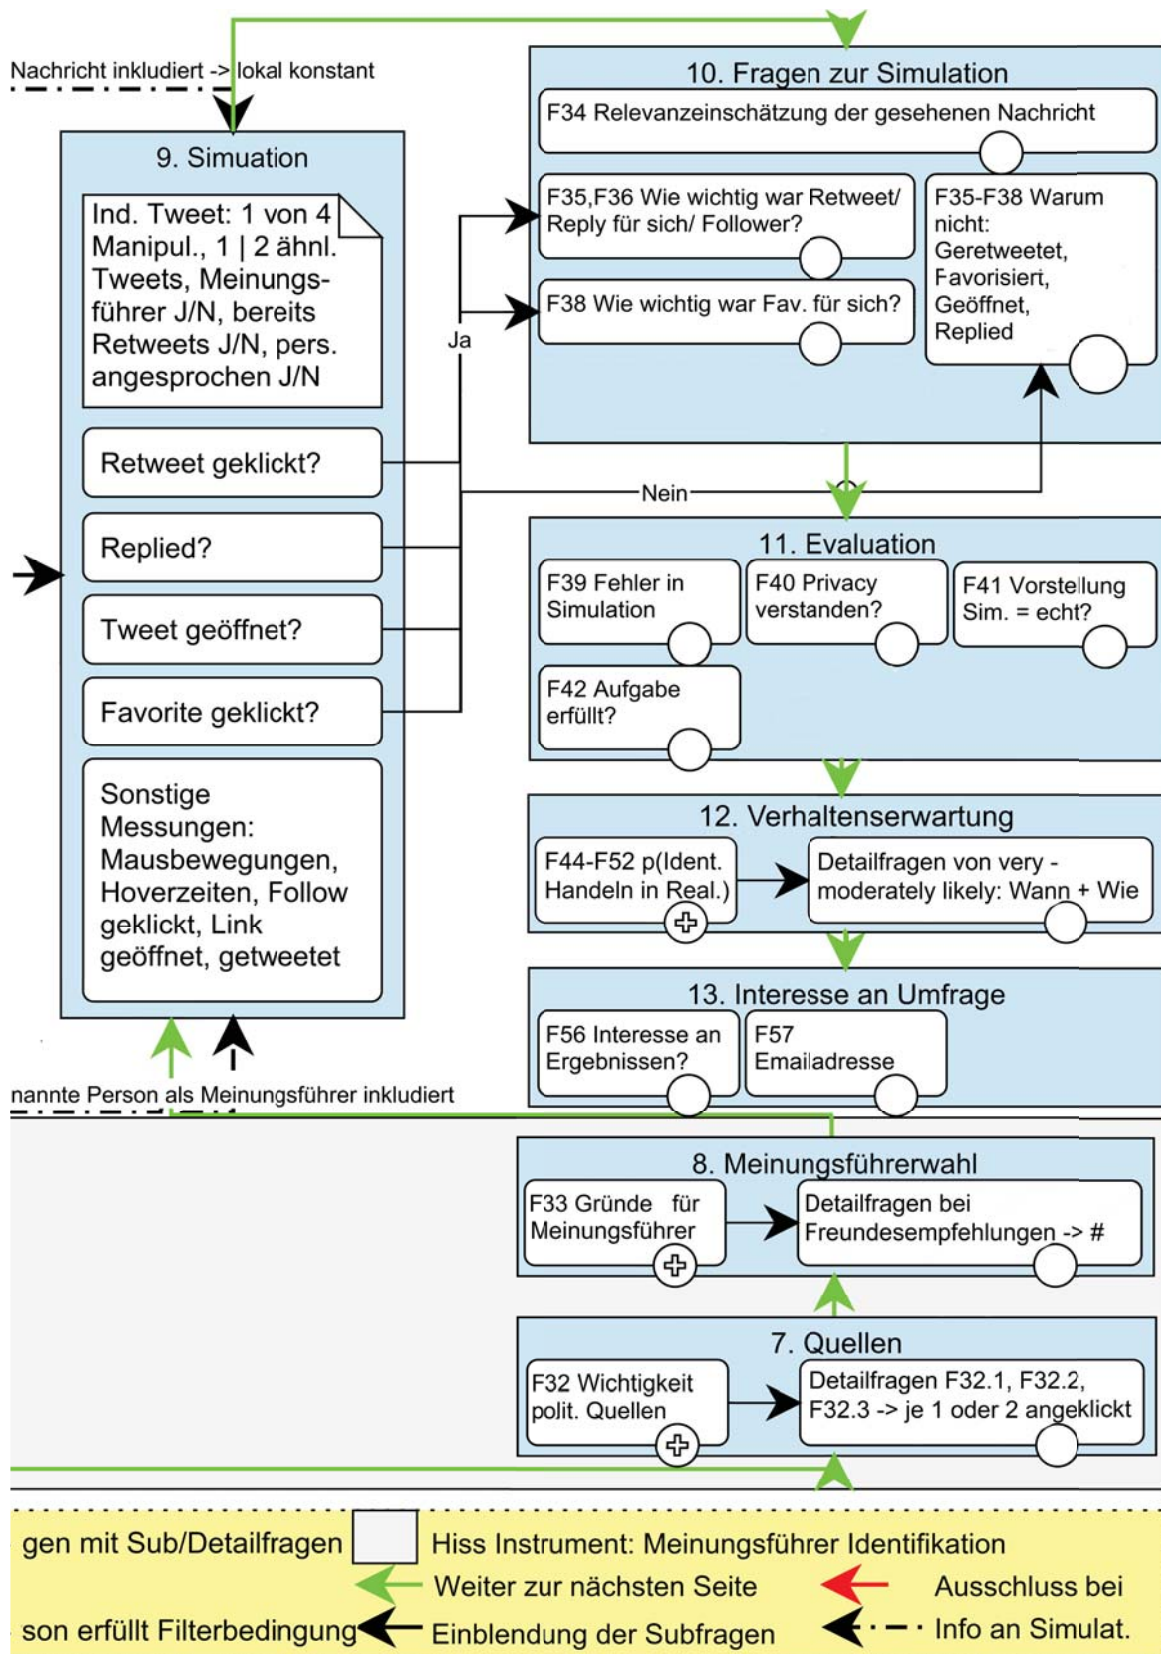 Nachricht inkludiert -> lokal konstant
9. Simuation
Ind. Tweet: 1 von 4
Manipul., 1 | 2 ähnl.
Tweets, Meinungs-
führer J/N, bereits
Retweets J/N, pers.
angesprochen J/N
Retweet geklickt?
Replied?
Tweet geöffnet?
Favorite geklickt?
Sonstige
Messungen:
Mausbewegungen,
Hoverzeiten, Follow
geklickt, Link
geöffnet, getweetet
Ja
Nein
10. Fragen zur Simulation
F34 Relevanzeinschätzung der gesehenen Nachricht
F35,F36 Wie wichtig war Retweet/
Reply für sich/ Follower?
F38 Wie wichtig war Fav. für sich?
F35-F38 Warum
nicht:
Geretweetet,
Favorisiert,
Geöffnet,
Replied
11. Evaluation
F39 Fehler in
Simulation
F40 Privacy
verstanden?
F41 Vorstellung
Sim. = echt?
F42 Aufgabe
erfüllt?
12. Verhaltenserwartung
F44-F52 p(Ident.
Handeln in Real.)
Detailfragen von very -
moderately likely: Wann + Wie
13. Interesse an Umfrage
F56 Interesse an
Ergebnissen?
F57
Emailadresse
nannte Person als Meinungsführer inkludiert
8. Meinungsführerwahl
F33 Gründe für
Meinungsführer
Detailfragen bei
Freundesempfehlungen -> #
7. Quellen
F32 Wichtigkeit
polit. Quellen
Detailfragen F32.1, F32.2,
F32.3 -> je 1 oder 2 angeklickt
gen mit Sub/Detailfragen
Hiss Instrument: Meinungsführer Identifikation
Weiter zur nächsten Seite
Ausschluss bei
son erfüllt Filterbedingung
Einblendung der Subfragen
Info an Simulat.